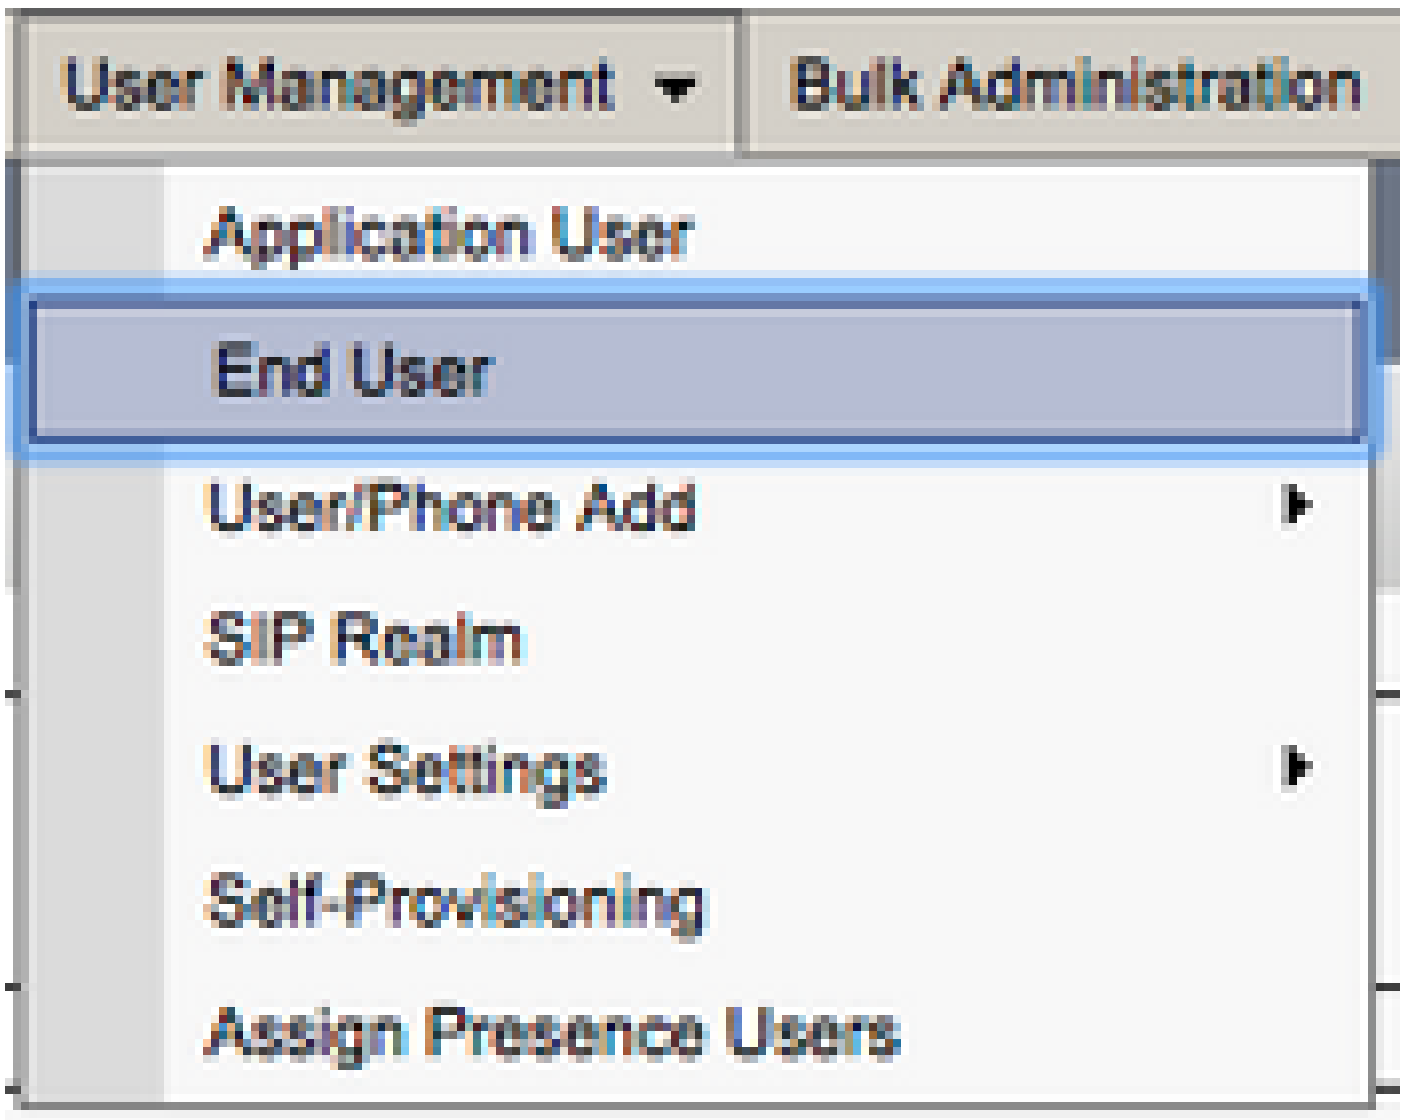 User Management Bulk Administration
Application User
End User
User/Phone Add
SIP Realm
User Settings
Self-Provisioning
Assign Presence Users